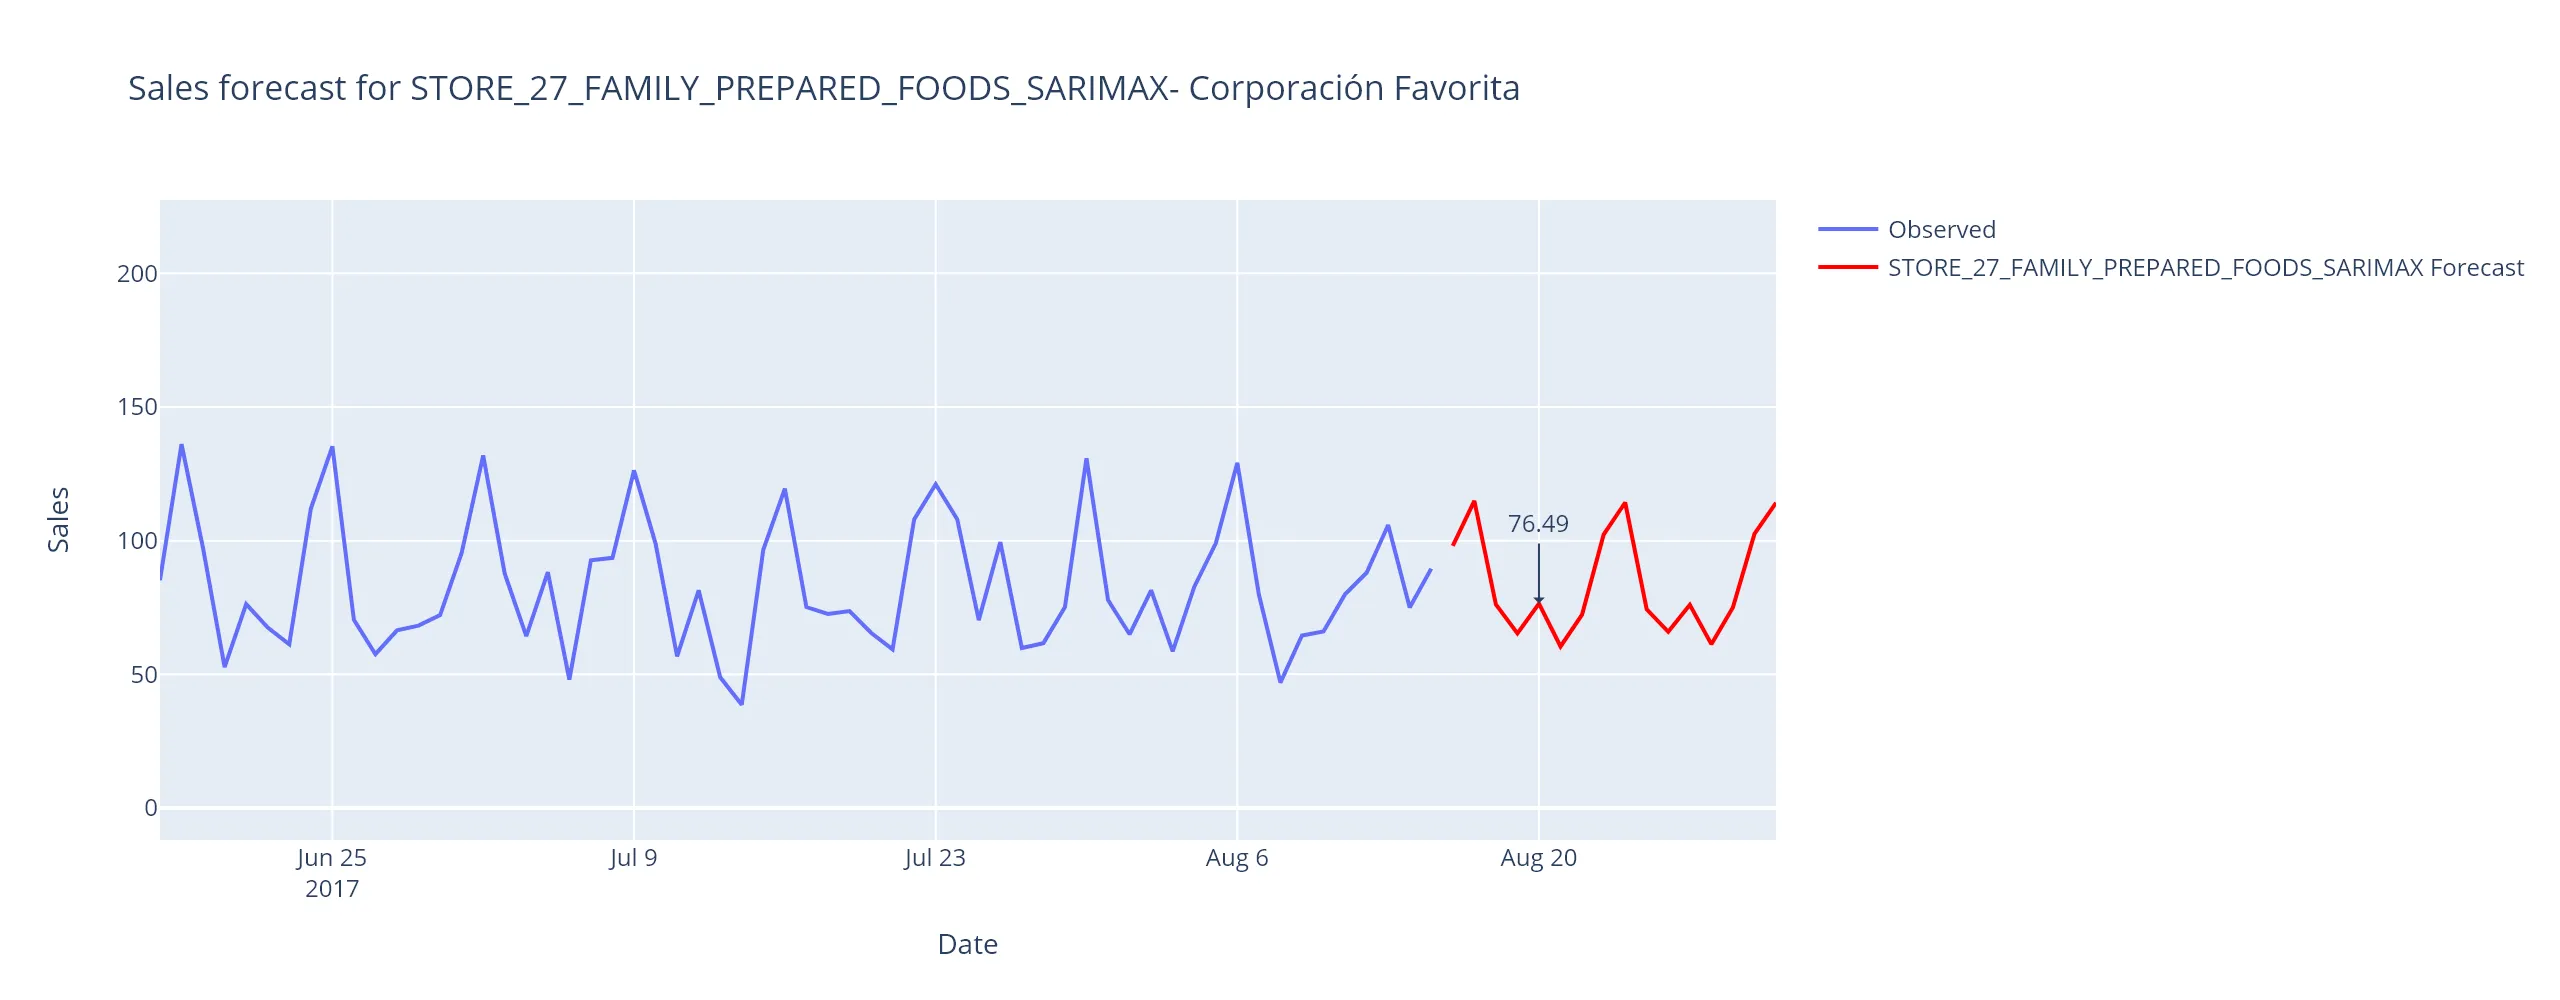 Sales forecast for STORE_27_FAMILY_PREPARED_FOODS_SARIMAX- Corporación Favorita
Observed
STORE_27_FAMILY_PREPARED_FOODS_SARIMAX Forecast
200
150
100
50
0
Sales
76.49
Jun 25
2017
Jul 9
Jul 23
Aug 6
Aug 20
Date